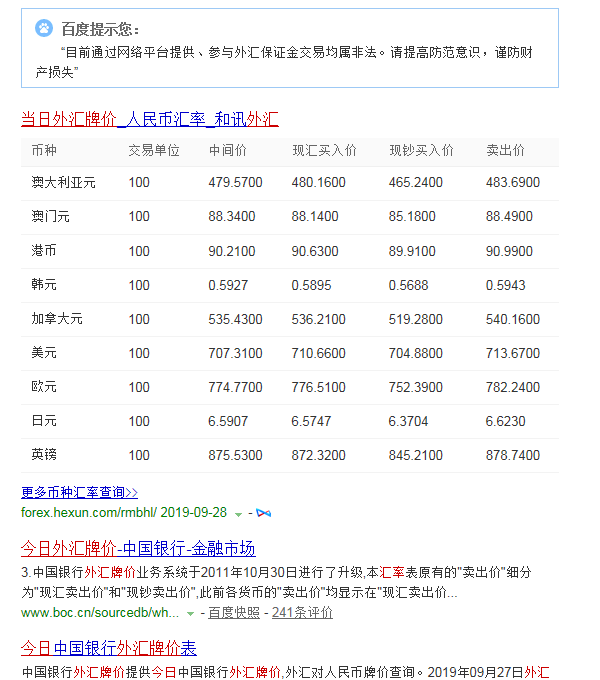 百度提示您:
“目前通过网络平台提供、参与外汇保证金交易均属非法。请提高防范意识，谨防财
产损失”
当日外汇牌价_人民币汇率_和讯外汇
币种 交易单位 中间价 现汇买入价 现钞买入价 卖出价
澳大利亚元 100 479.5700 480.1600 465.2400 483.6900
澳门元 100 88.3400 88.1400 85.1800 88.4900
港币 100 90.2100 90.6300 89.9100 90.9900
韩元 100 0.5927 0.5895 0.5688 0.5943
加拿大元 100 535.4300 536.2100 519.2800 540.1600
美元 100 707.3100 710.6600 704.8800 713.6700
欧元 100 774.7700 776.5100 752.3900 782.2400
日元 100 6.5907 6.5747 6.3704 6.6230
英镑 100 875.5300 872.3200 845.2100 878.7400
更多币种汇率查询>>
forex.hexun.com/rmbhl/ 2019-09-28 -
今日外汇牌价-中国银行-金融市场
3.中国银行外汇牌价业务系统于2011年10月30日进行了升级,本汇率表原有的"卖出价"细分
为"现汇卖出价"和"现钞卖出价",此前各货币的"卖出价"均显示在"现汇卖出价...
www.boc.cn/sourcedb/wh... - 百度快照 - 241条评价
今日中国银行外汇牌价表
中国银行外汇牌价提供今日中国银行外汇牌价,外汇对人民币牌价查询。2019年09月27日外汇